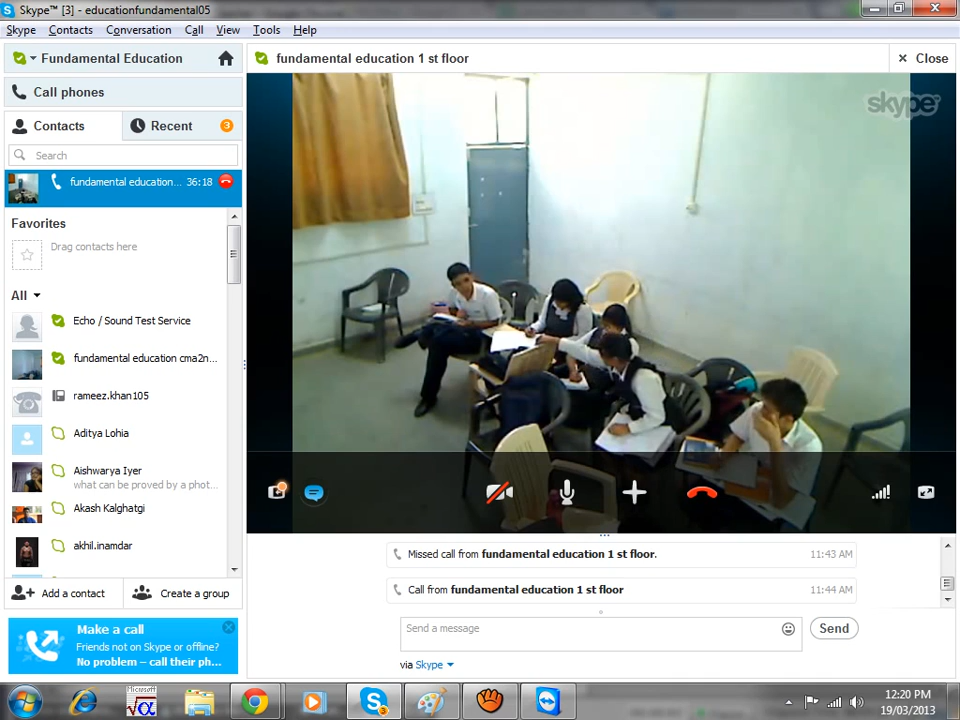 Skype™ [3] - educationfundamental05
Skype Contacts Conversation Call View Tools Help
Fundamental Education
fundamental education 1 st floor
Close
Call phones
skype
Contacts
Recent
3
Search
fundamental education... 36:18
Favorites
Drag contacts here
All
Echo / Sound Test Service
fundamental education cma2n...
rameez.khan105
Aditya Lohia
Aishwarya Iyer
what can be proved by a phot...
Akash Kalghatgi
akhil.inamdar
Missed call from fundamental education 1 st floor.
11:43 AM
Call from fundamental education 1 st floor
11:44 AM
Add a contact
Create a group
Send a message
Send
via Skype
Make a call
Friends not on Skype or offline?
No problem – call their ph...
Microsoft
√α
3
12:20 PM
19/03/2013